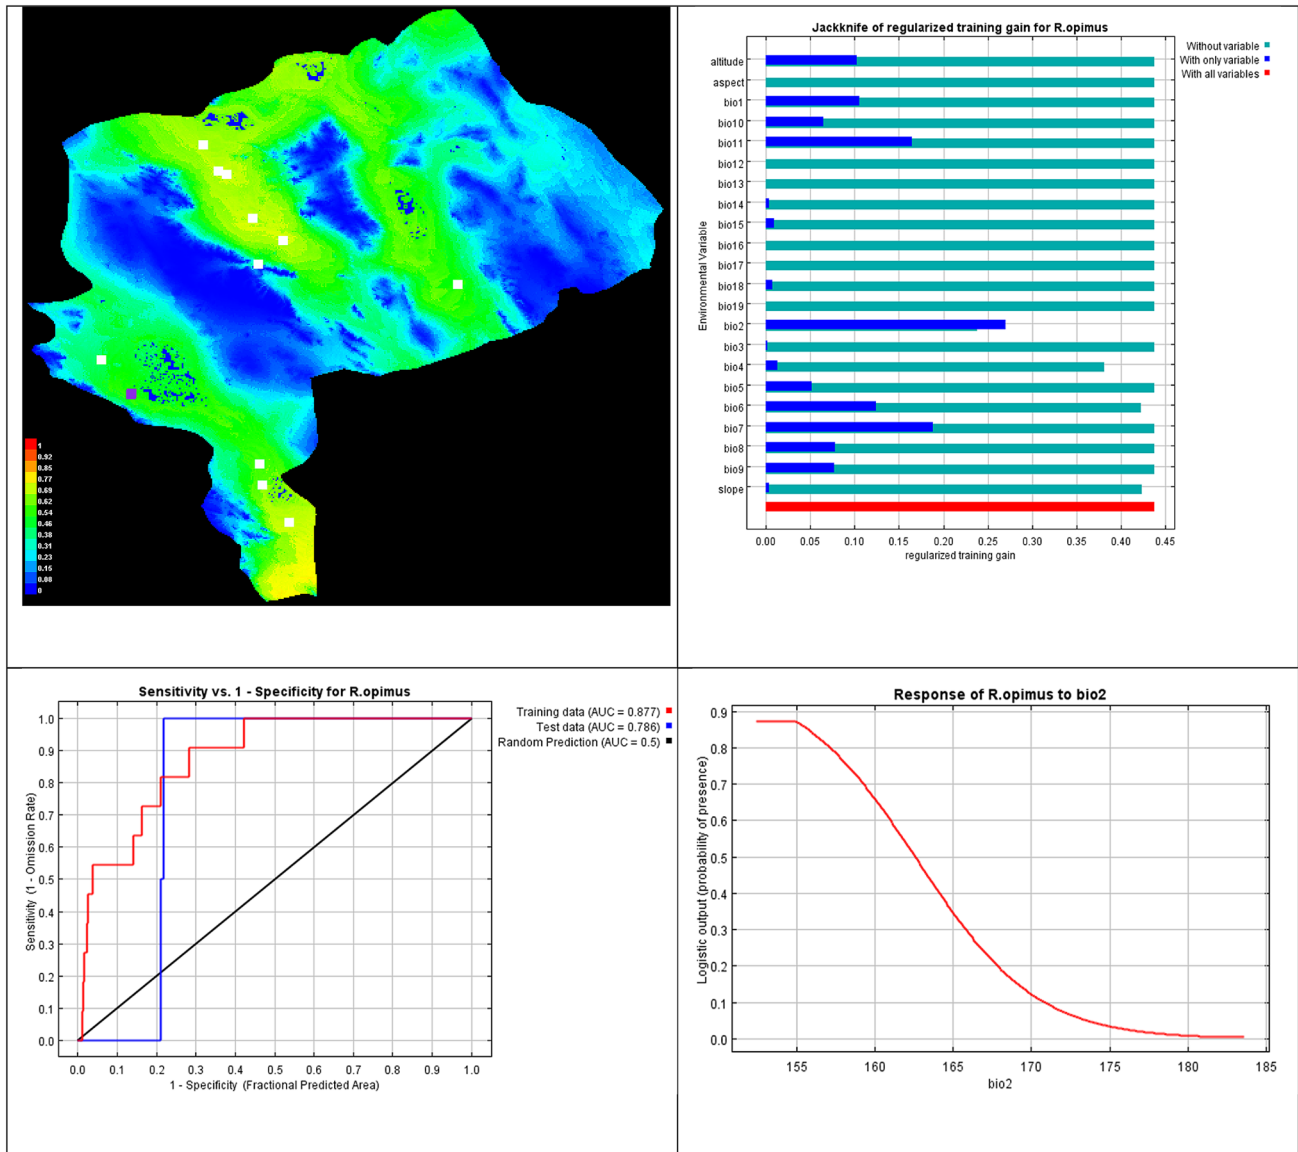 1
0.92
0.85
0.77
0.69
0.62
0.54
0.46
0.38
0.31
0.23
0.15
0.08
0
Jackknife of regularized training gain for R.opimus
Without variable
With only variable
With all variables
Environmental Variable
altitude
aspect
bio1
bio10
bio11
bio12
bio13
bio14
bio15
bio16
bio17
bio18
bio19
bio2
bio3
bio4
bio5
bio6
bio7
bio8
bio9
slope
0.00 0.05 0.10 0.15 0.20 0.25 0.30 0.35 0.40 0.45
regularized training gain
Sensitivity vs. 1 - Specificity for R.opimus
Training data (AUC = 0.877)
Test data (AUC = 0.786)
Random Prediction (AUC = 0.5)
Sensitivity (1 - Omission Rate)
1.0
0.9
0.8
0.7
0.6
0.5
0.4
0.3
0.2
0.1
0.0
0.0 0.1 0.2 0.3 0.4 0.5 0.6 0.7 0.8 0.9 1.0
1 - Specificity (Fractional Predicted Area)
Response of R.opimus to bio2
Logistic output (probability of presence)
0.9
0.8
0.7
0.6
0.5
0.4
0.3
0.2
0.1
0.0
155 160 165 170 175 180 185
bio2